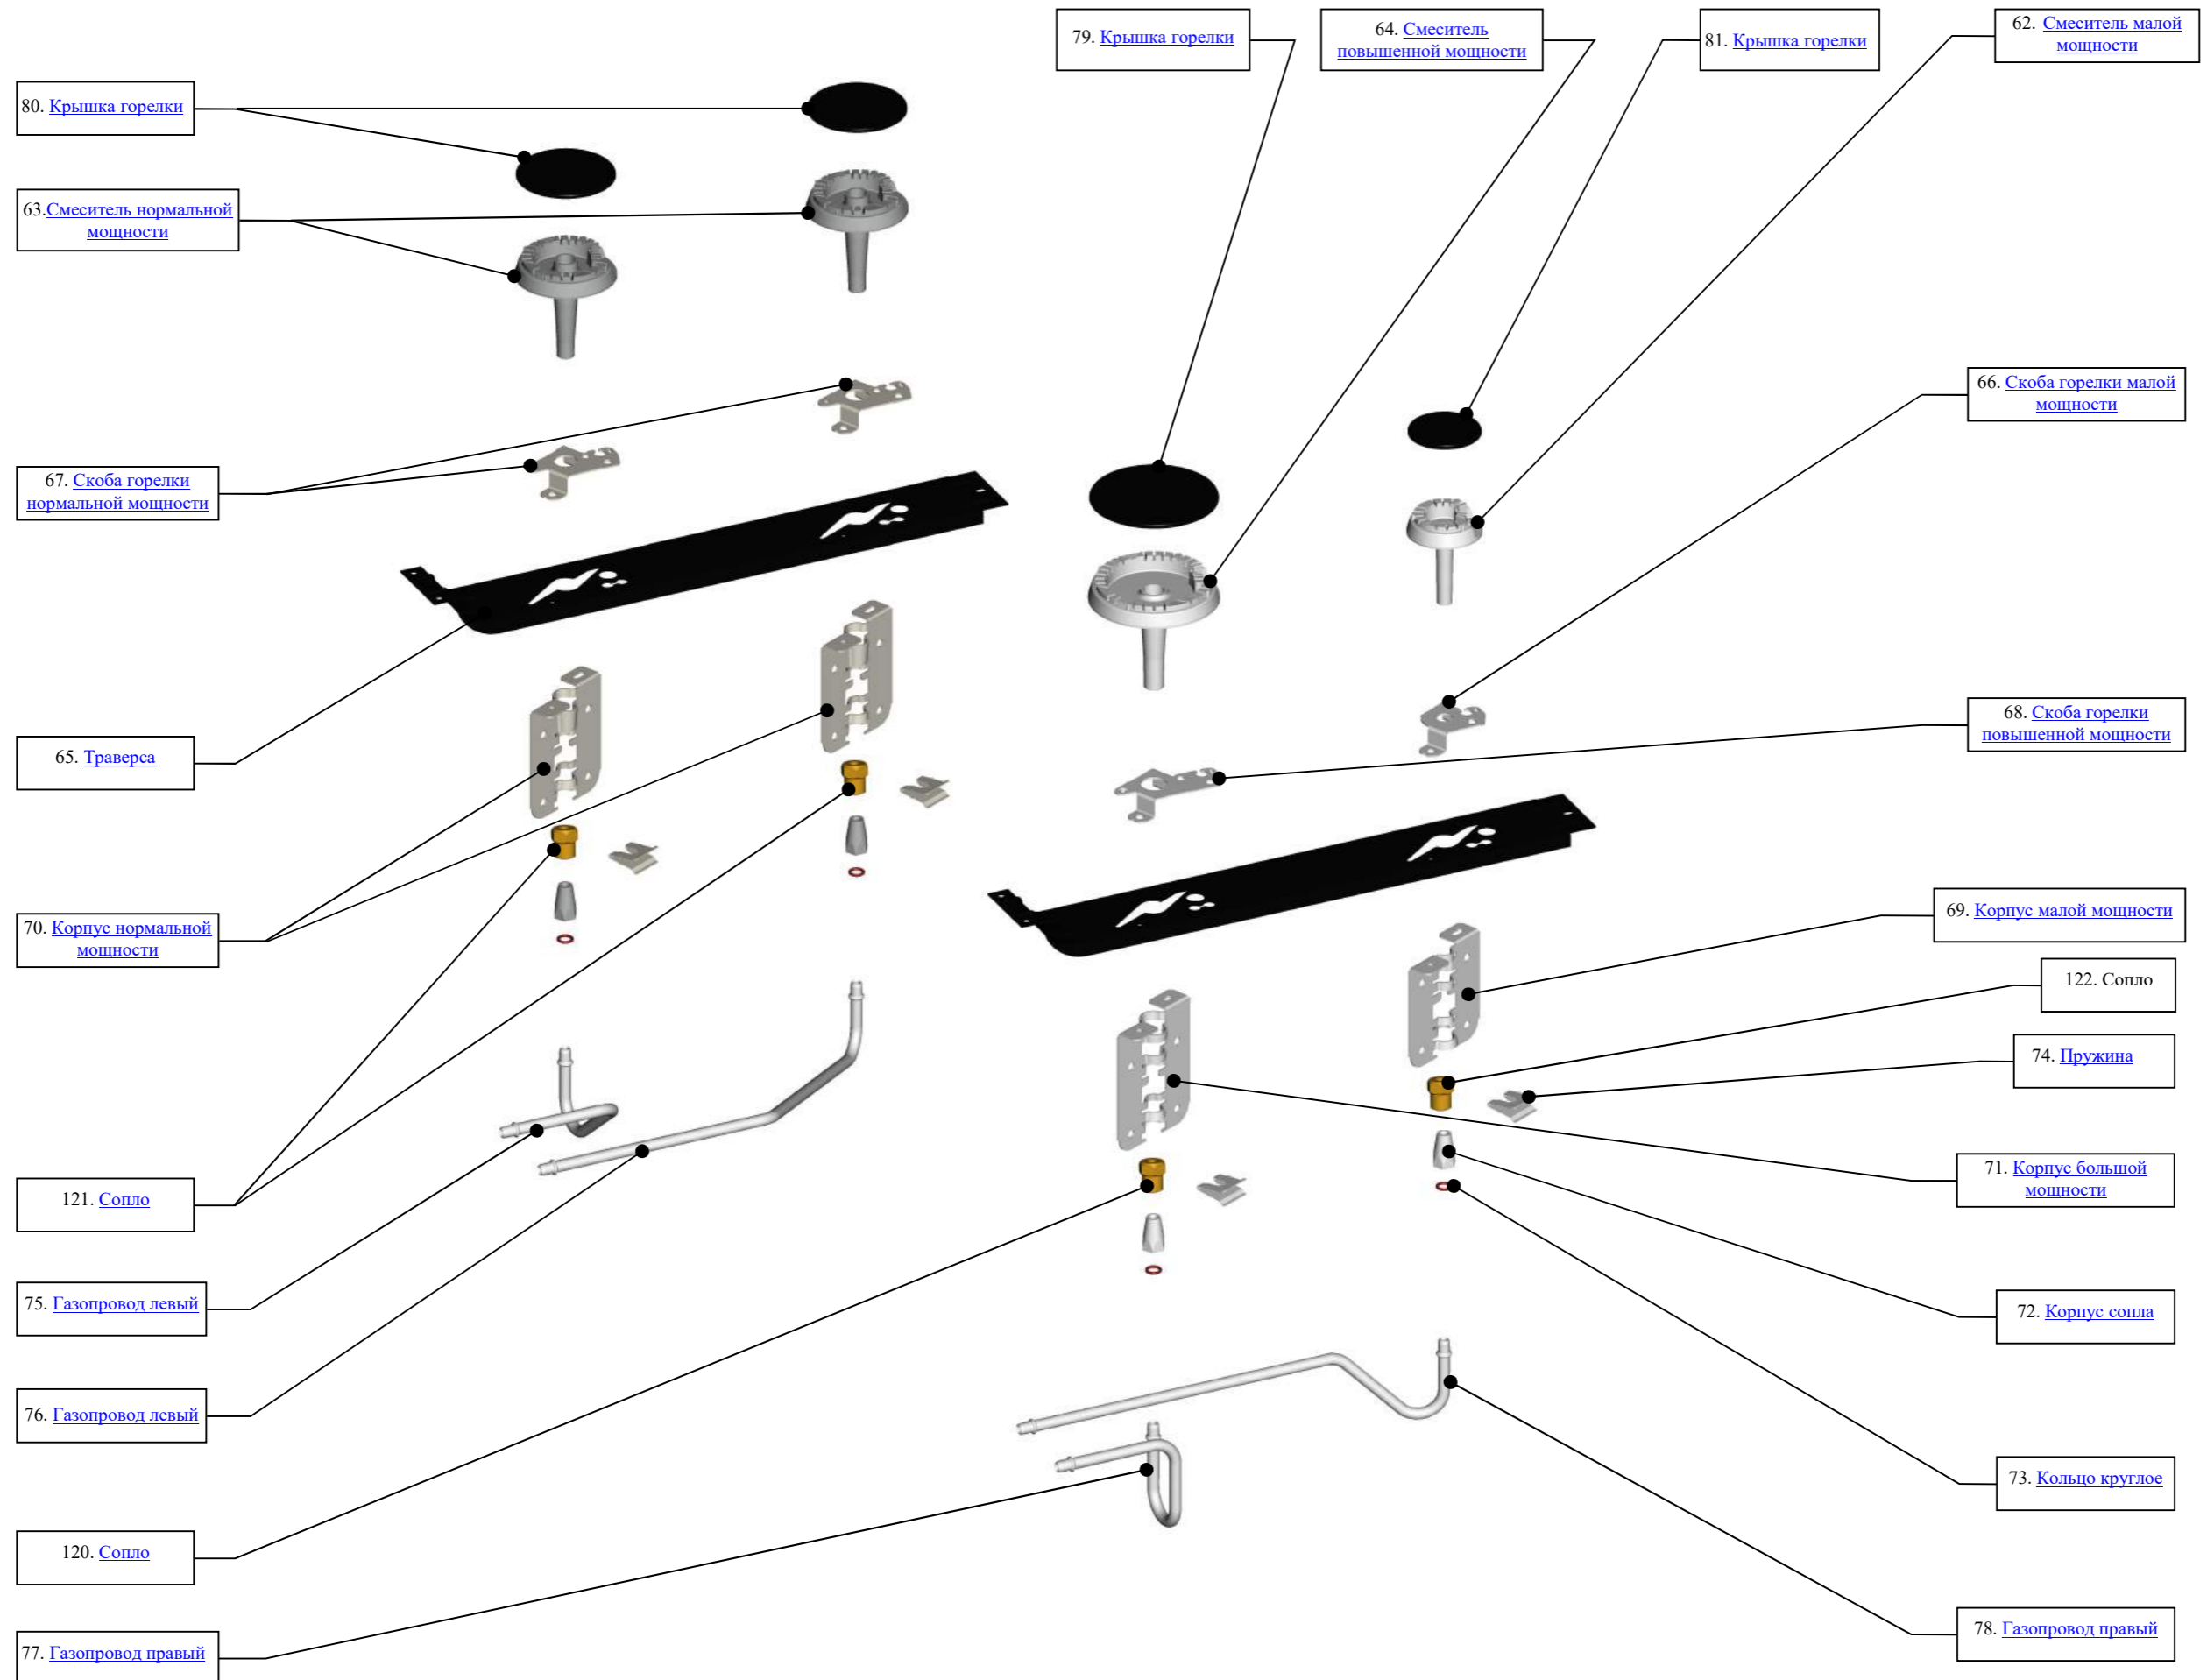 79. Крышка горелки
64. Смеситель
повышенной мощности
81. Крышка горелки
62. Смеситель малой
мощности
80. Крышка горелки
63.Смеситель нормальной
мощности
66. Скоба горелки малой
мощности
67. Скоба горелки
нормальной мощности
68. Скоба горелки
повышенной мощности
65. Траверса
69. Корпус малой мощности
70. Корпус нормальной
мощности
122. Сопло
74. Пружина
71. Корпус большой
мощности
121. Сопло
75. Газопровод левый
72. Корпус сопла
76. Газопровод левый
73. Кольцо круглое
120. Сопло
78. Газопровод правый
77. Газопровод правый